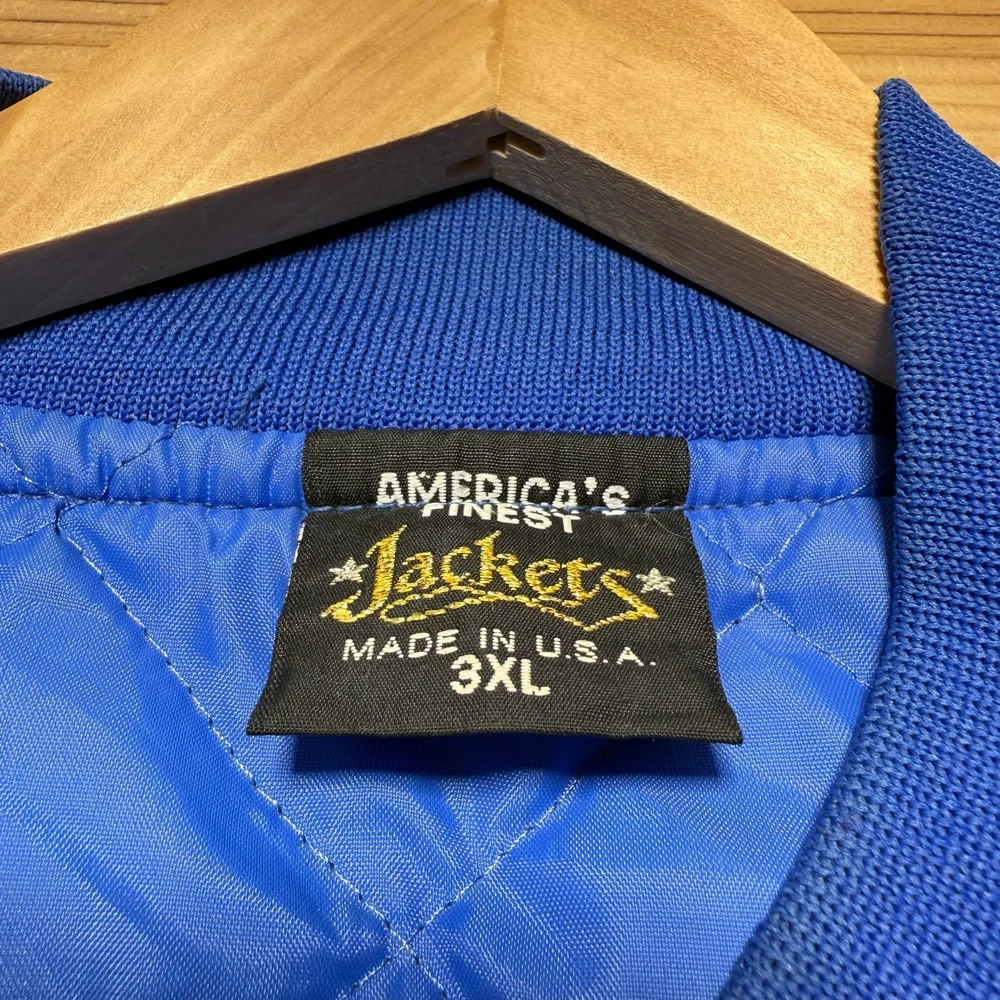 AMERICA'S
FINEST
Jackets
MADE IN U.S.A.
3XL